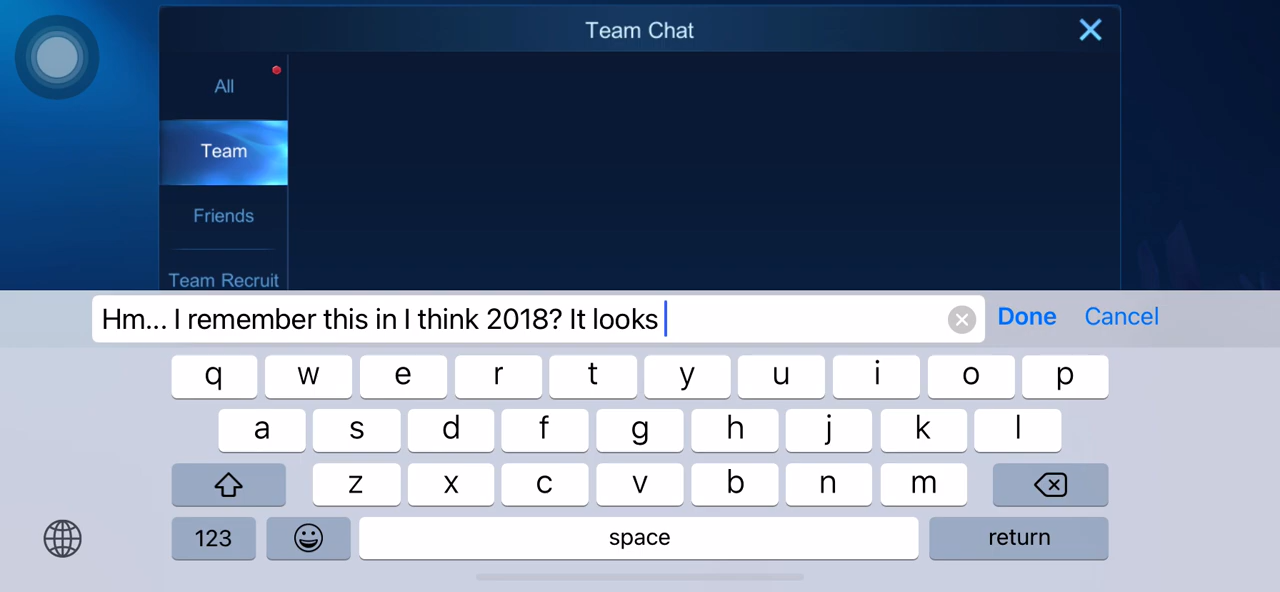 Team Chat
All
Team
Friends
Team Recruit
Hm... I remember this in I think 2018? It looks
Done Cancel
q w e r t y u i o p
a s d f g h j k l
z x c v b n m
123 space return